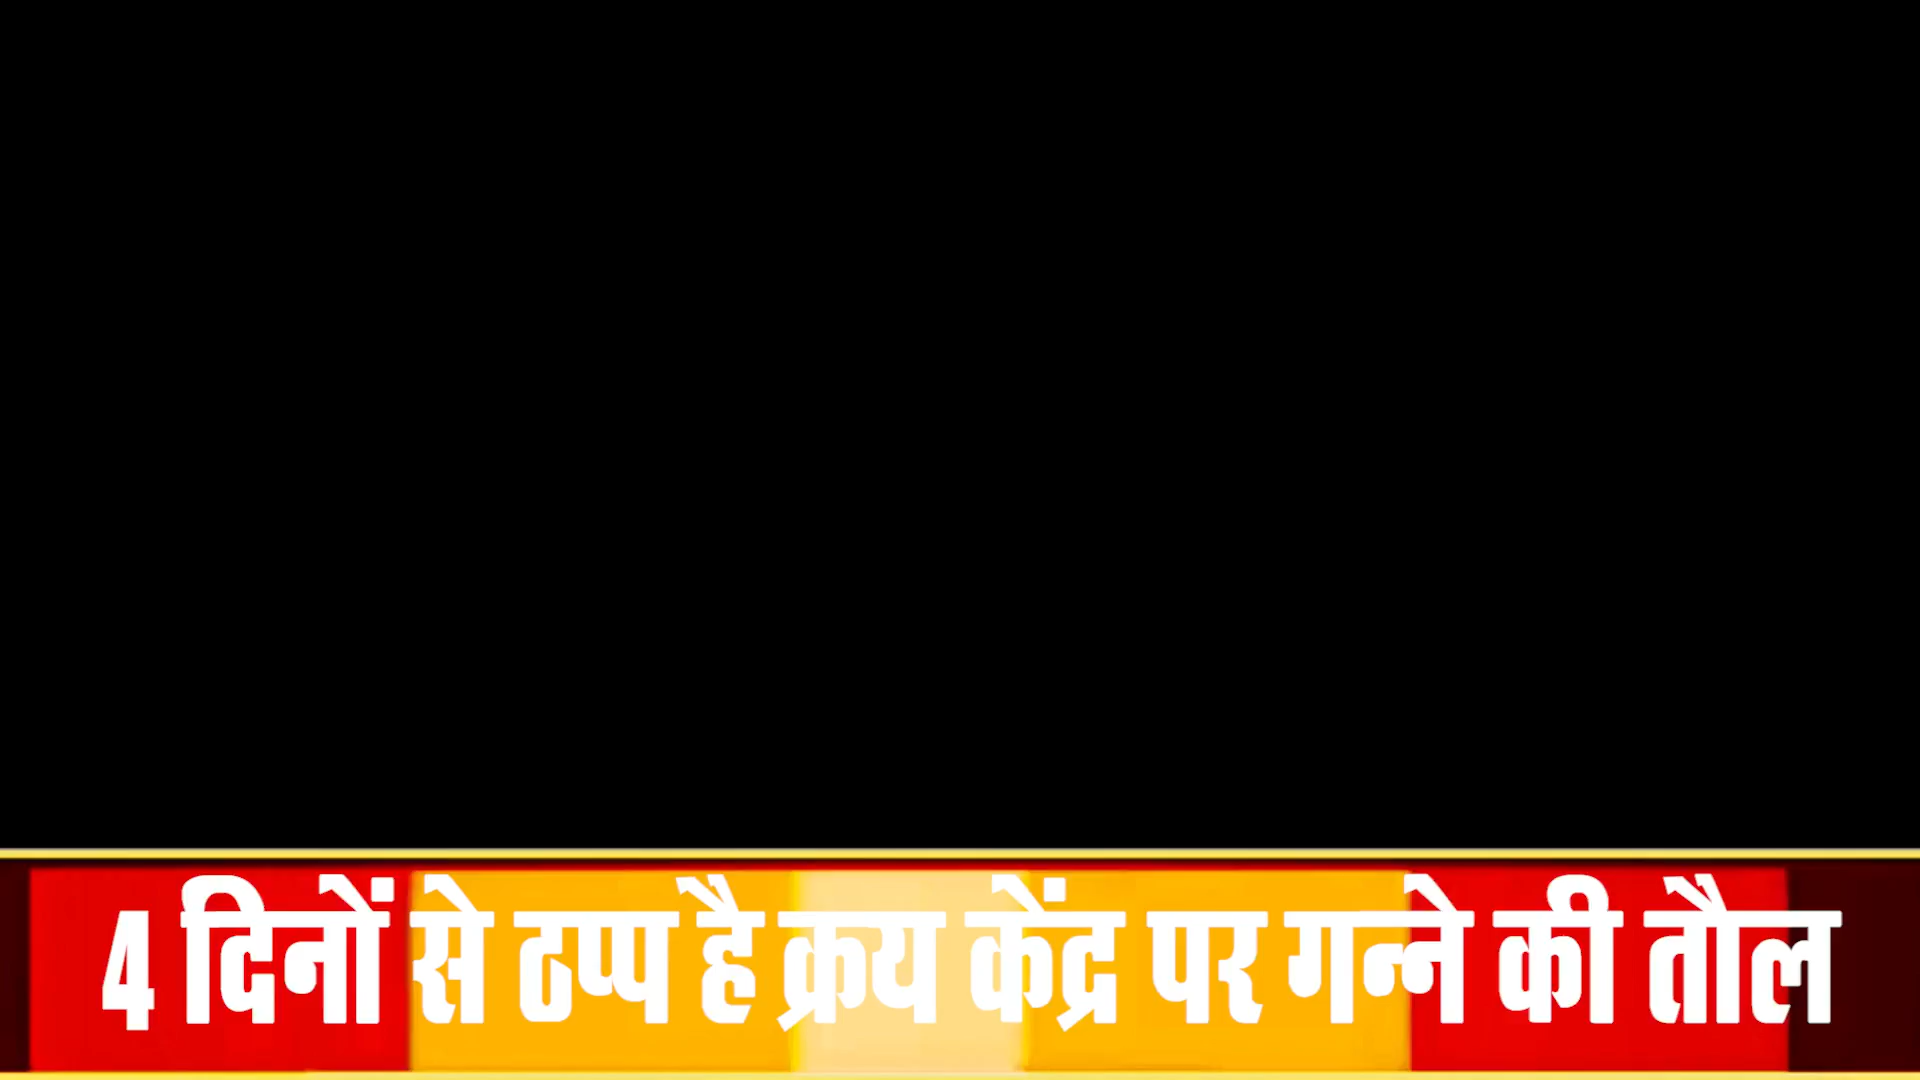 4 दिनों से ठप्प है क्रय केंद्र पर गन्ने की तौल